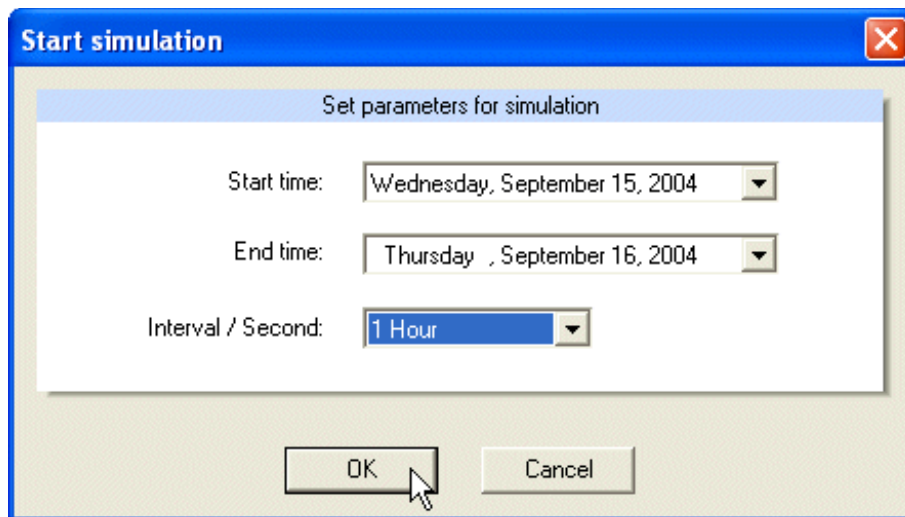 Start simulation
Set parameters for simulation
Start time: Wednesday, September 15, 2004
End time: Thursday , September 16, 2004
Interval / Second: 1 Hour
OK Cancel